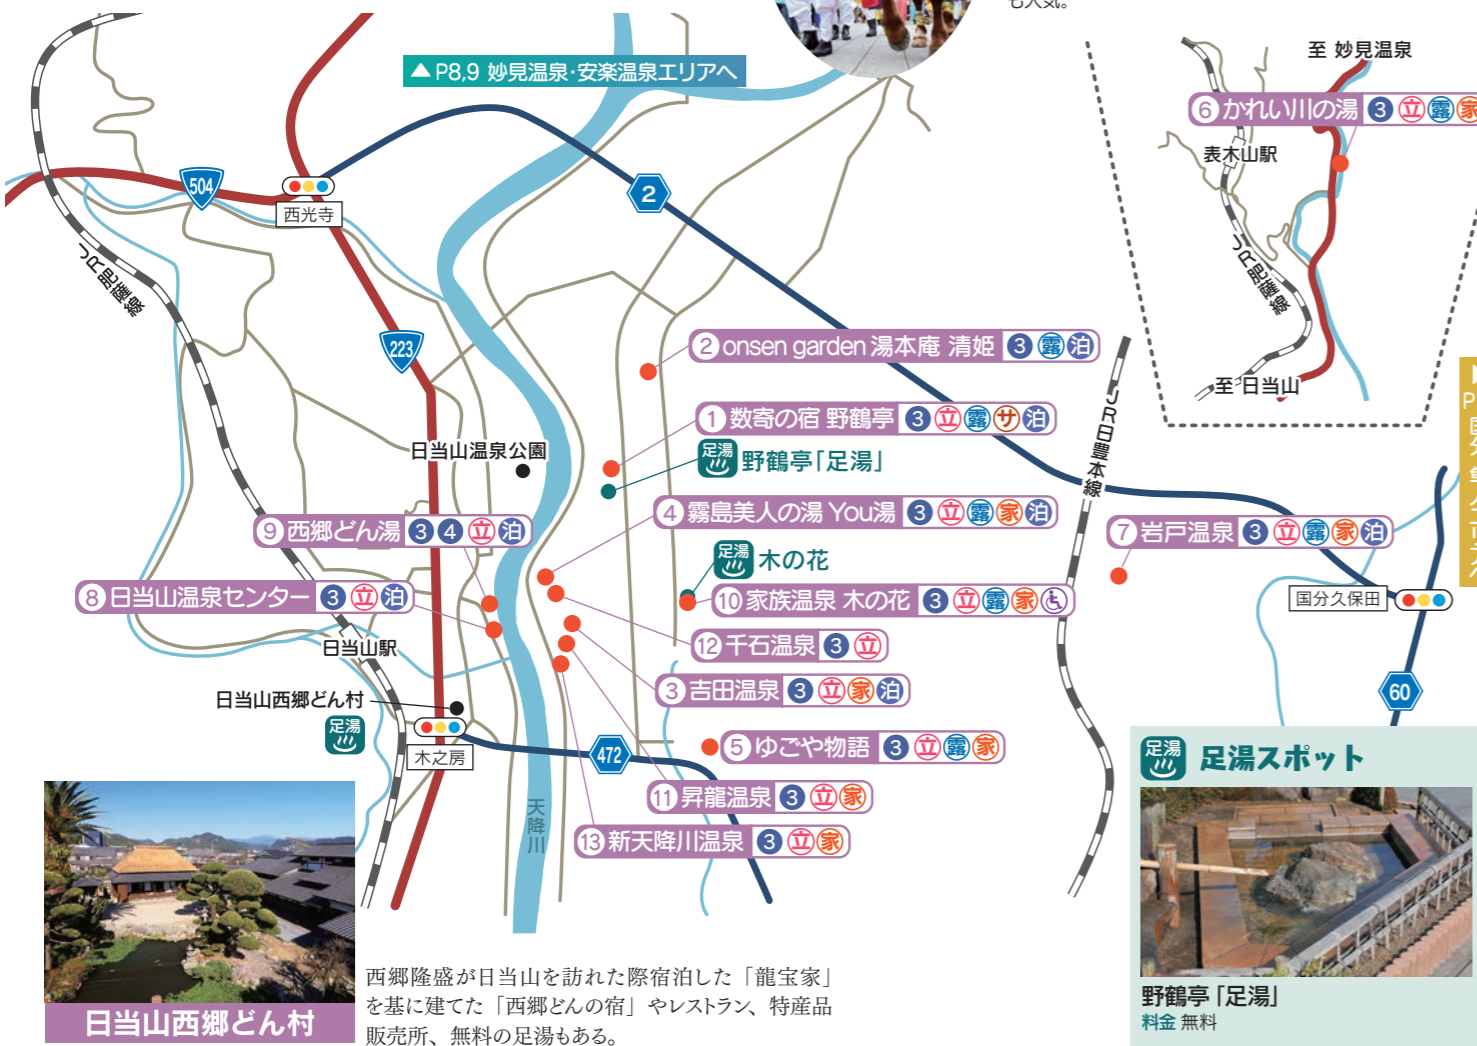 も人気。
▲ P8,9 妙見温泉・安楽温泉エリアへ
至 妙見温泉
⑥ かれい川の湯 3 立 露 家
表木山駅
JR肥薩線
至 日当山
504
西光寺
2
JR肥薩線
223
② onsen garden 湯本庵 清姫 3 露 泊
① 数寄の宿 野鶴亭 3 立 露 サ 泊
日当山温泉公園
足湯 野鶴亭「足湯」
JR日豊本線
④ 霧島美人の湯 You湯 3 立 露 家 泊
⑨ 西郷どん湯 3 4 立 泊
⑦ 岩戸温泉 3 立 露 家 泊
足湯 木の花
⑧ 日当山温泉センター 3 立 泊
⑩ 家族温泉 木の花 3 立 露 家
国分久保田
⑫ 千石温泉 3 立
日当山駅
③ 吉田温泉 3 立 家 泊
60
日当山西郷どん村
足湯
木之房
472
⑤ ゆごや物語 3 立 露 家
⑪ 昇龍温泉 3 立 家
天降川
⑬ 新天降川温泉 3 立 家
足湯 足湯スポット
野鶴亭「足湯」
料金 無料
日当山西郷どん村
西郷隆盛が日当山を訪れた際宿泊した「龍宝家」
を基に建てた「西郷どんの宿」やレストラン、特産品
販売所、無料の足湯もある。